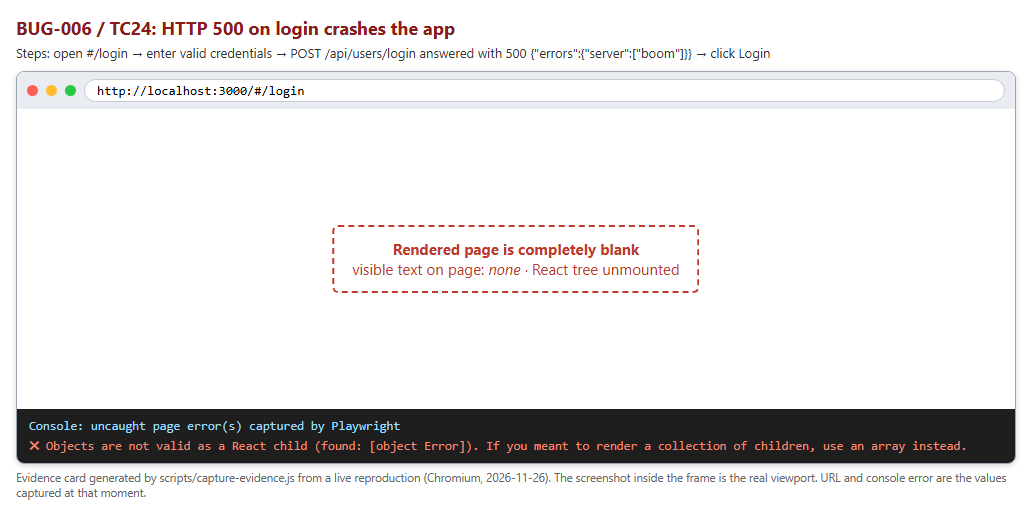 BUG-006 / TC24: HTTP 500 on login crashes the app
Steps: open #/login → enter valid credentials → POST /api/users/login answered with 500 {"errors":{"server":["boom"]}} → click Login
http://localhost:3000/#/login
Rendered page is completely blank
visible text on page: none · React tree unmounted
Console: uncaught page error(s) captured by Playwright
❌ Objects are not valid as a React child (found: [object Error]). If you meant to render a collection of children, use an array instead.
Evidence card generated by scripts/capture-evidence.js from a live reproduction (Chromium, 2026-11-26). The screenshot inside the frame is the real viewport. URL and console error are the values
captured at that moment.